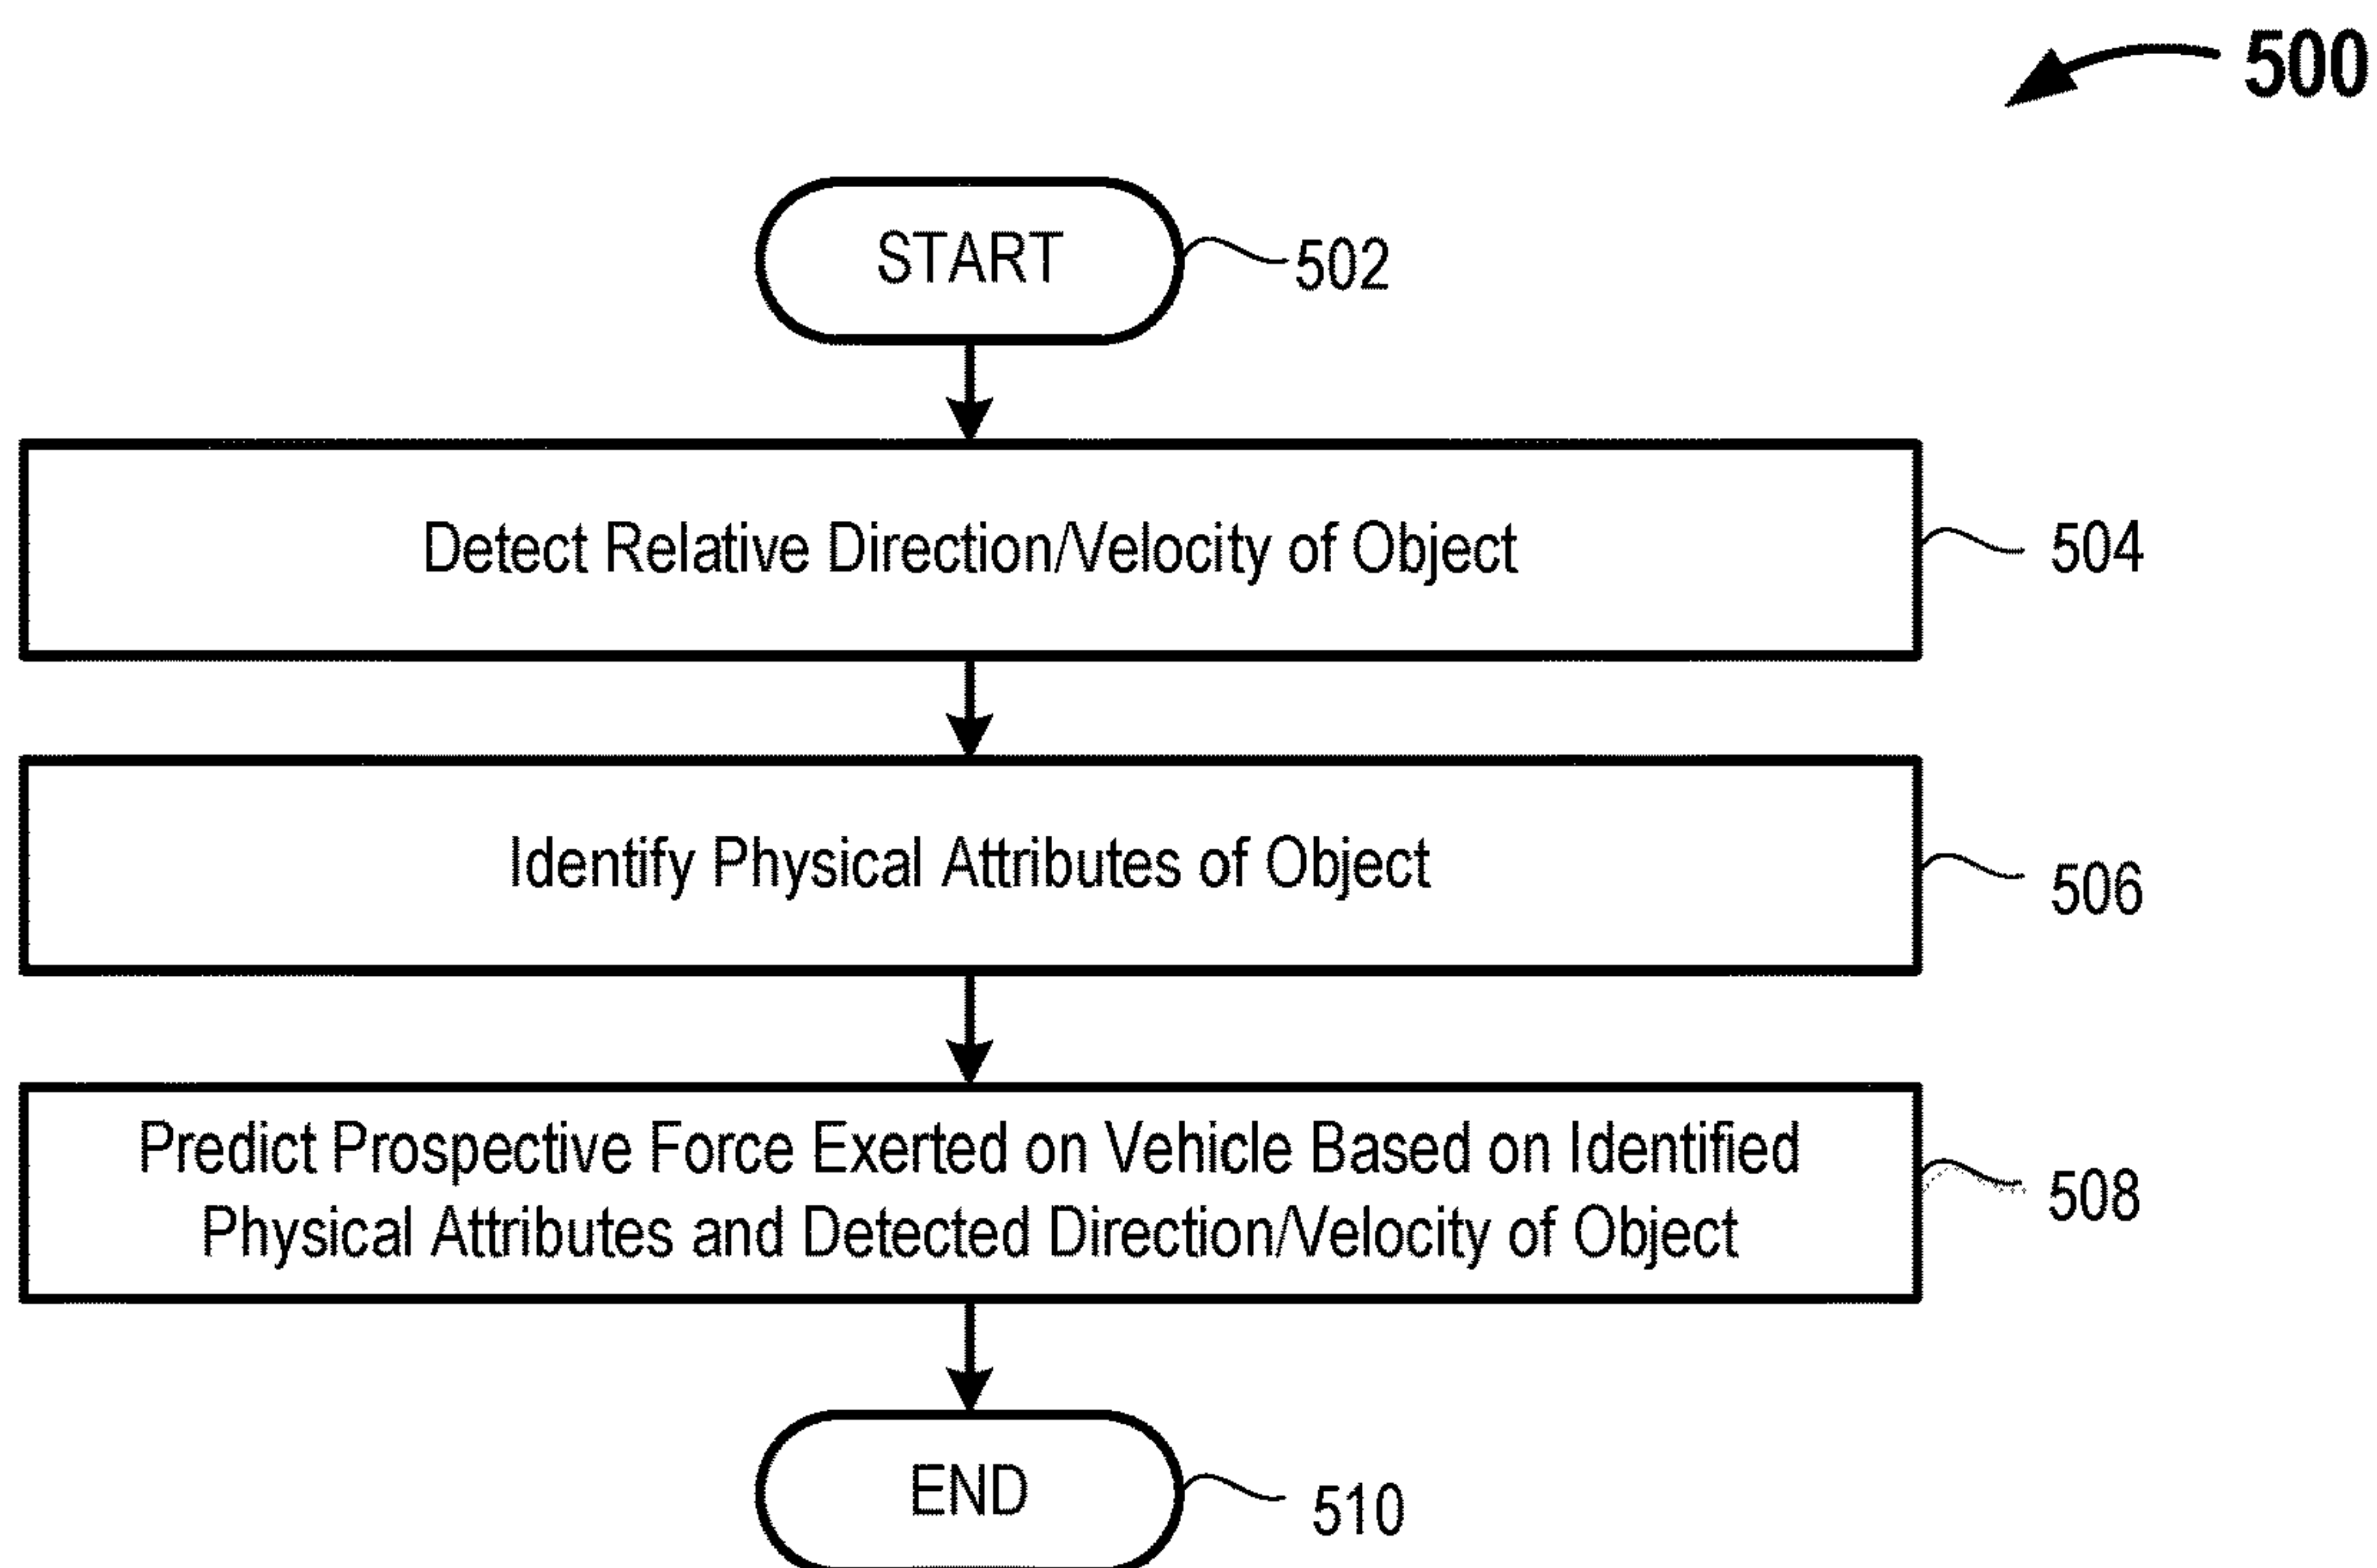 500
START
502
Detect Relative Direction/Velocity of Object
504
Identify Physical Attributes of Object
506
Predict Prospective Force Exerted on Vehicle Based on Identified
Physical Attributes and Detected Direction/Velocity of Object
508
END
510